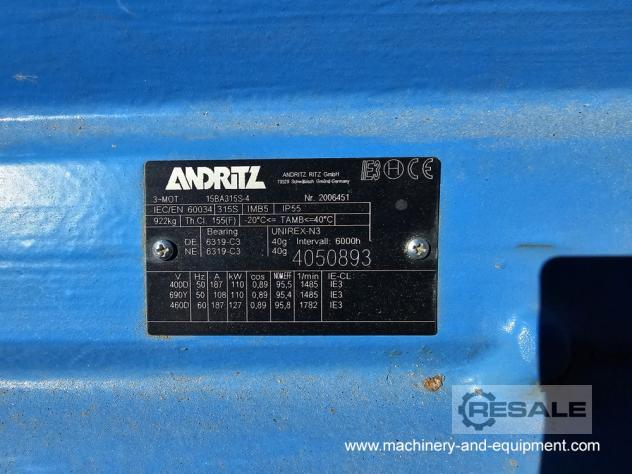 ANDRITZ
ANDRITZ RITZ GmbH
73529 Schwäbisch Gmünd-Germany
IE3 H CE
3~MOT 15BA315S-4 Nr. 2006451
IEC/EN 60034 315S IMB5 IP55
922kg Th.Cl. 155(F) -20°C<= TAMB<=40°C
Bearing UNIREX-N3
DE 6319-C3 40g Intervall: 6000h
NE 6319-C3 40g 4050893
V Hz A kW cos NOM.EFF 1/min IE-CL
400D 50 187 110 0,89 95,5 1485 IE3
690Y 50 108 110 0,89 95,4 1485 IE3
460D 60 187 127 0,89 95,8 1782 IE3
RESALE
www.machinery-and-equipment.com